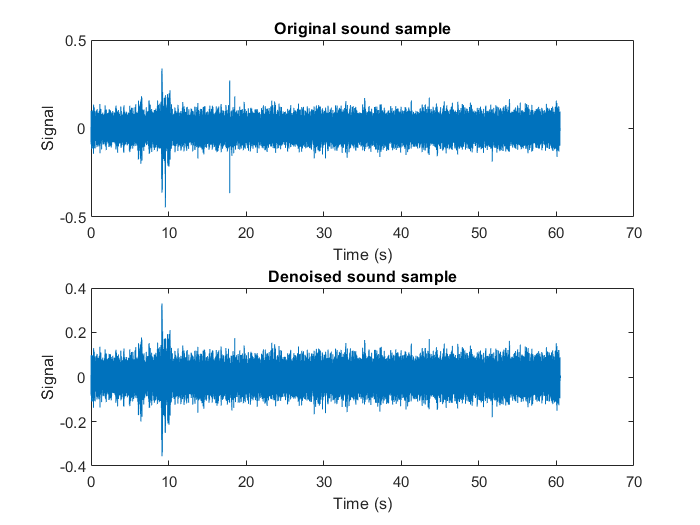 Original sound sample
0.5
0
-0.5
Signal
0 10 20 30 40 50 60 70
Time (s)
Denoised sound sample
0.4
0.2
0
-0.2
-0.4
Signal
0 10 20 30 40 50 60 70
Time (s)